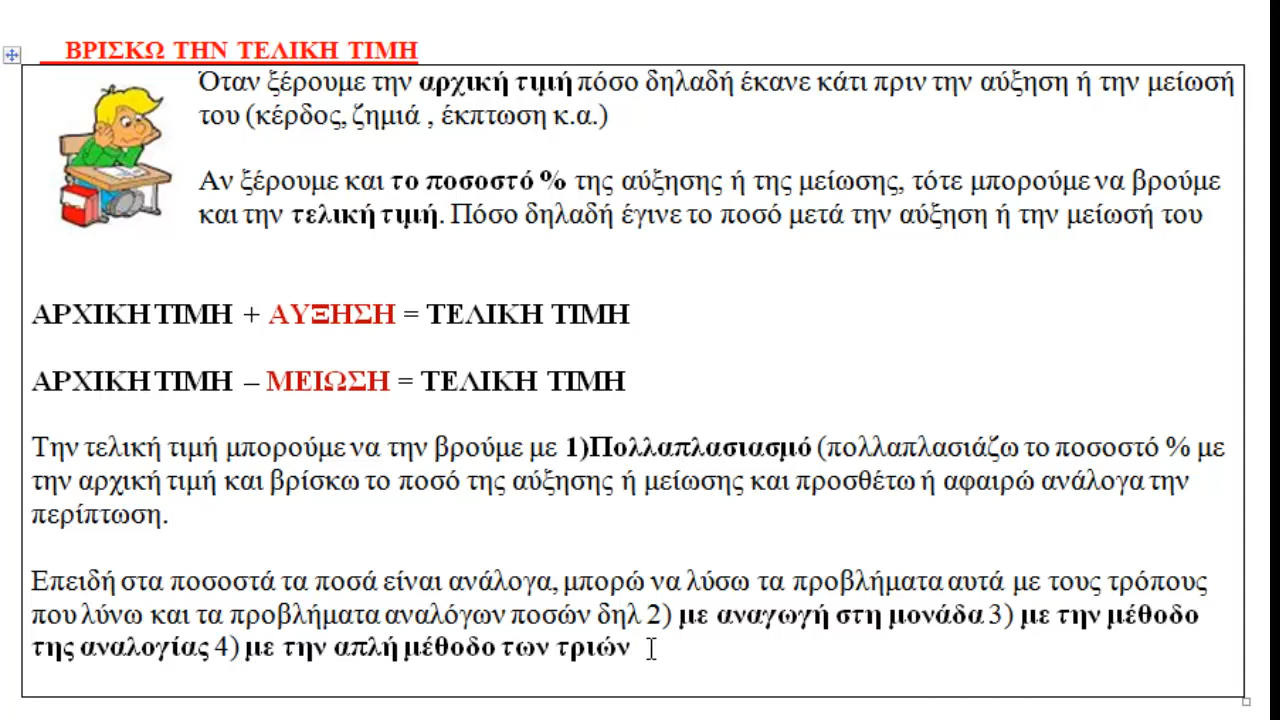 ΒΡΙΣΚΩ ΤΗΝ ΤΕΛΙΚΗ ΤΙΜΗ
Όταν ξέρουμε την αρχική τιμή πόσο δηλαδή έκανε κάτι πριν την αύξηση ή την μείωσή
του (κέρδος, ζημιά , έκπτωση κ.α.)
Αν ξέρουμε και το ποσοστό % της αύξησης ή της μείωσης, τότε μπορούμε να βρούμε
και την τελική τιμή. Πόσο δηλαδή έγινε το ποσό μετά την αύξηση ή την μείωσή του
ΑΡΧΙΚΗ ΤΙΜΗ + ΑΥΞΗΣΗ = ΤΕΛΙΚΗ ΤΙΜΗ
ΑΡΧΙΚΗ ΤΙΜΗ – ΜΕΙΩΣΗ = ΤΕΛΙΚΗ ΤΙΜΗ
Την τελική τιμή μπορούμε να την βρούμε με 1)Πολλαπλασιασμό (πολλαπλασιάζω το ποσοστό % με
την αρχική τιμή και βρίσκω το ποσό της αύξησης ή μείωσης και προσθέτω ή αφαιρώ ανάλογα την
περίπτωση.
Επειδή στα ποσοστά τα ποσά είναι ανάλογα, μπορώ να λύσω τα προβλήματα αυτά με τους τρόπους
που λύνω και τα προβλήματα αναλόγων ποσών δηλ 2) με αναγωγή στη μονάδα 3) με την μέθοδο
της αναλογίας 4) με την απλή μέθοδο των τριών